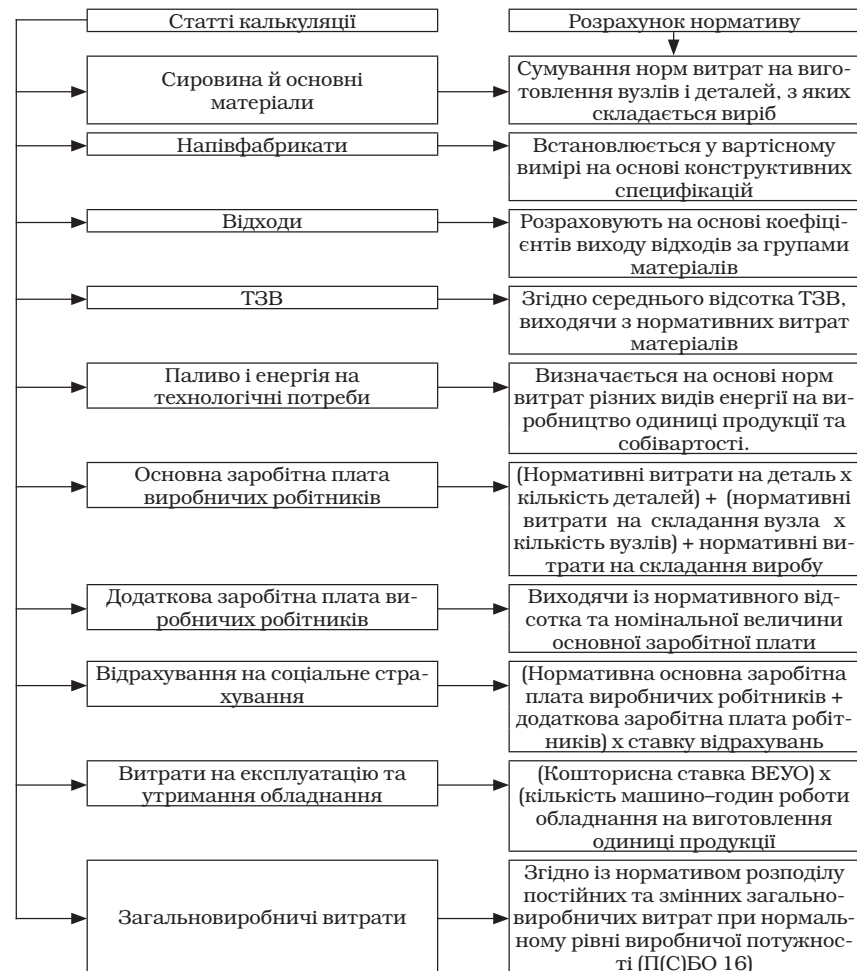 Статті калькуляції
Розрахунок нормативу
Сировина й основні
матеріали
Сумування норм витрат на виго-
товлення вузлів і деталей, з яких
складається виріб
Напівфабрикати
Встановлюється у вартісному
вимірі на основі конструктивних
специфікацій
Відходи
Розраховують на основі коефіці-
єнтів виходу відходів за групами
матеріалів
ТЗВ
Згідно середнього відсотка ТЗВ,
виходячи з нормативних витрат
матеріалів
Паливо і енергія на
технологічні потреби
Визначається на основі норм
витрат різних видів енергії на ви-
робництво одиниці продукції та
собівартості.
Основна заробітна плата
виробничих робітників
(Нормативні витрати на деталь х
кількість деталей) + (нормативні
витрати на складання вузла х
кількість вузлів) + нормативні ви-
трати на складання виробу
Додаткова заробітна плата ви-
робничих робітників
Виходячи із нормативного від-
сотка та номінальної величини
основної заробітної плати
Відрахування на соціальне стра-
хування
(Нормативна основна заробітна
плата виробничих робітників +
додаткова заробітна плата робіт-
ників) х ставку відрахувань
Витрати на експлуатацію та
утримання обладнання
(Кошторисна ставка ВЕУО) х
(кількість машино–годин роботи
обладнання на виготовлення
одиниці продукції
Загальновиробничі витрати
Згідно із нормативом розподілу
постійних та змінних загально-
виробничих витрат при нормаль-
ному рівні виробничої потужнос-
ті (П(С)БО 16)